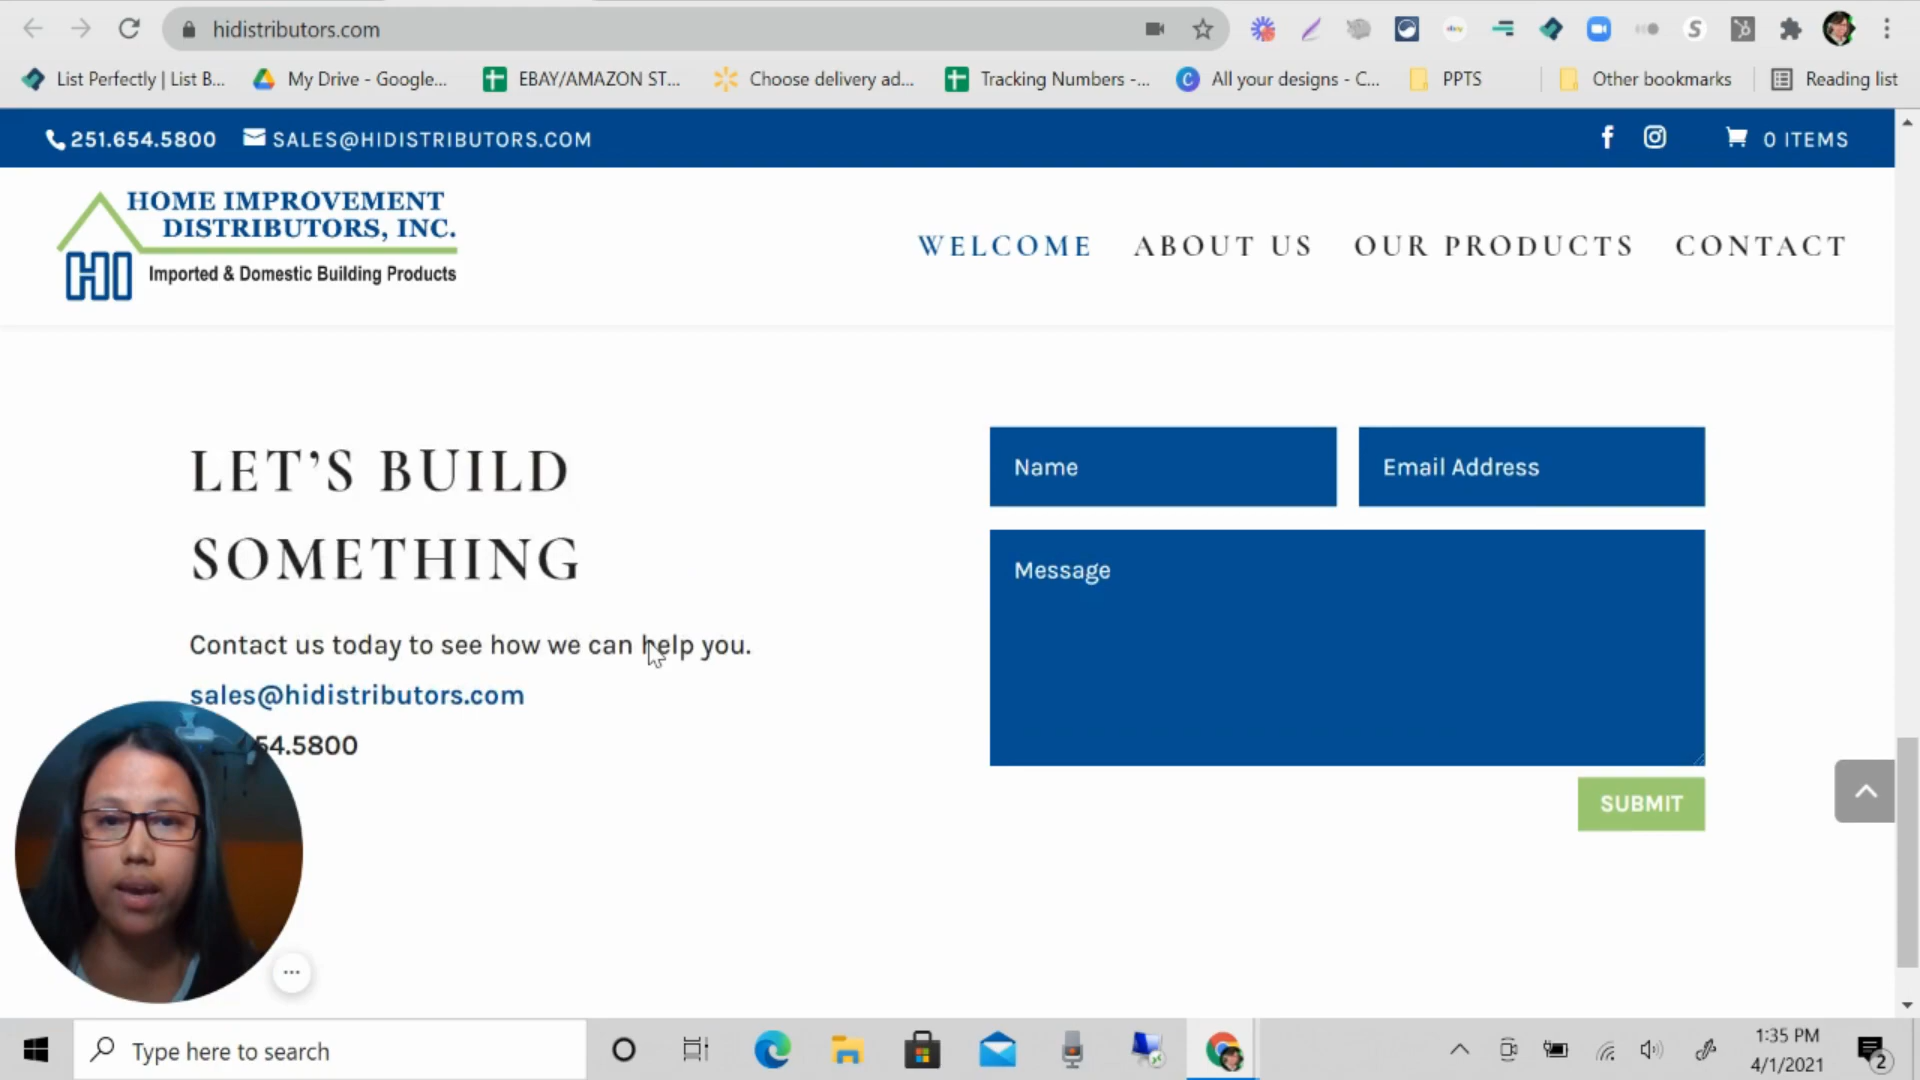 hidistributors.com
List Perfectly | List B...
My Drive - Google...
EBAY/AMAZON ST...
Choose delivery ad...
Tracking Numbers -...
All your designs - C...
PPTS
Other bookmarks
Reading list
251.654.5800
SALES@HIDISTRIBUTORS.COM
0 ITEMS
HOME IMPROVEMENT
DISTRIBUTORS, INC.
HI
Imported & Domestic Building Products
WELCOME
ABOUT US
OUR PRODUCTS
CONTACT
LET'S BUILD
SOMETHING
Contact us today to see how we can help you.
sales@hidistributors.com
54.5800
Name
Email Address
Message
SUBMIT
Type here to search
1:35 PM
4/1/2021
2